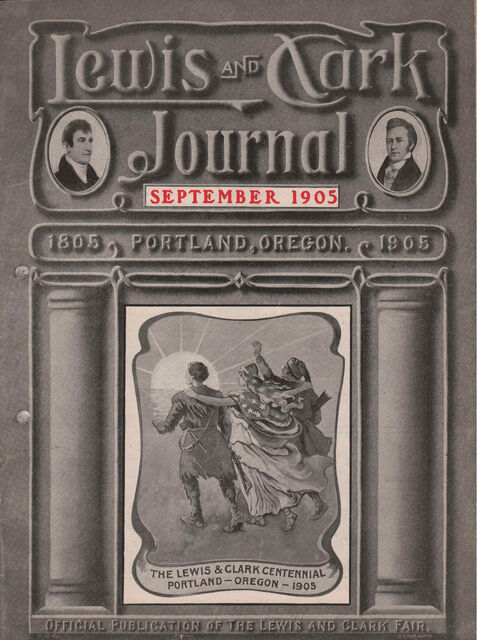 Lewis AND Clark
Journal
SEPTEMBER 1905
1805 PORTLAND, OREGON. 1905
THE LEWIS & CLARK CENTENNIAL
PORTLAND - OREGON - 1905
OFFICIAL PUBLICATION OF THE LEWIS AND CLARK FAIR.